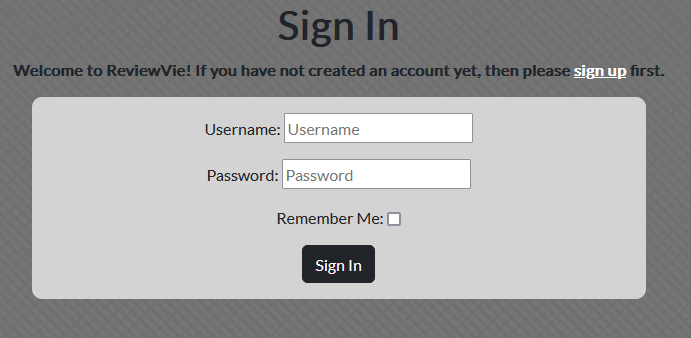 Sign In
Welcome to ReviewVie! If you have not created an account yet, then please sign up first.
Username: Username
Password: Password
Remember Me:
Sign In